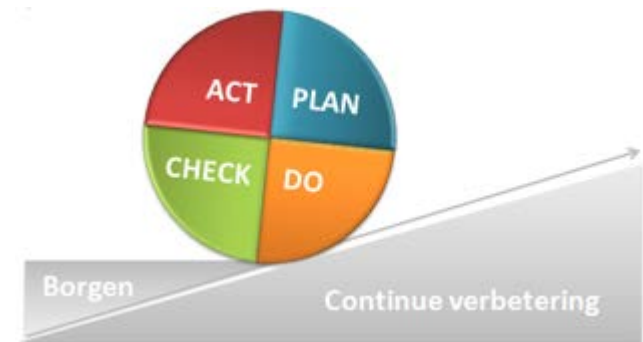 ACT
PLAN
CHECK
DO
Borgen
Continue verbetering